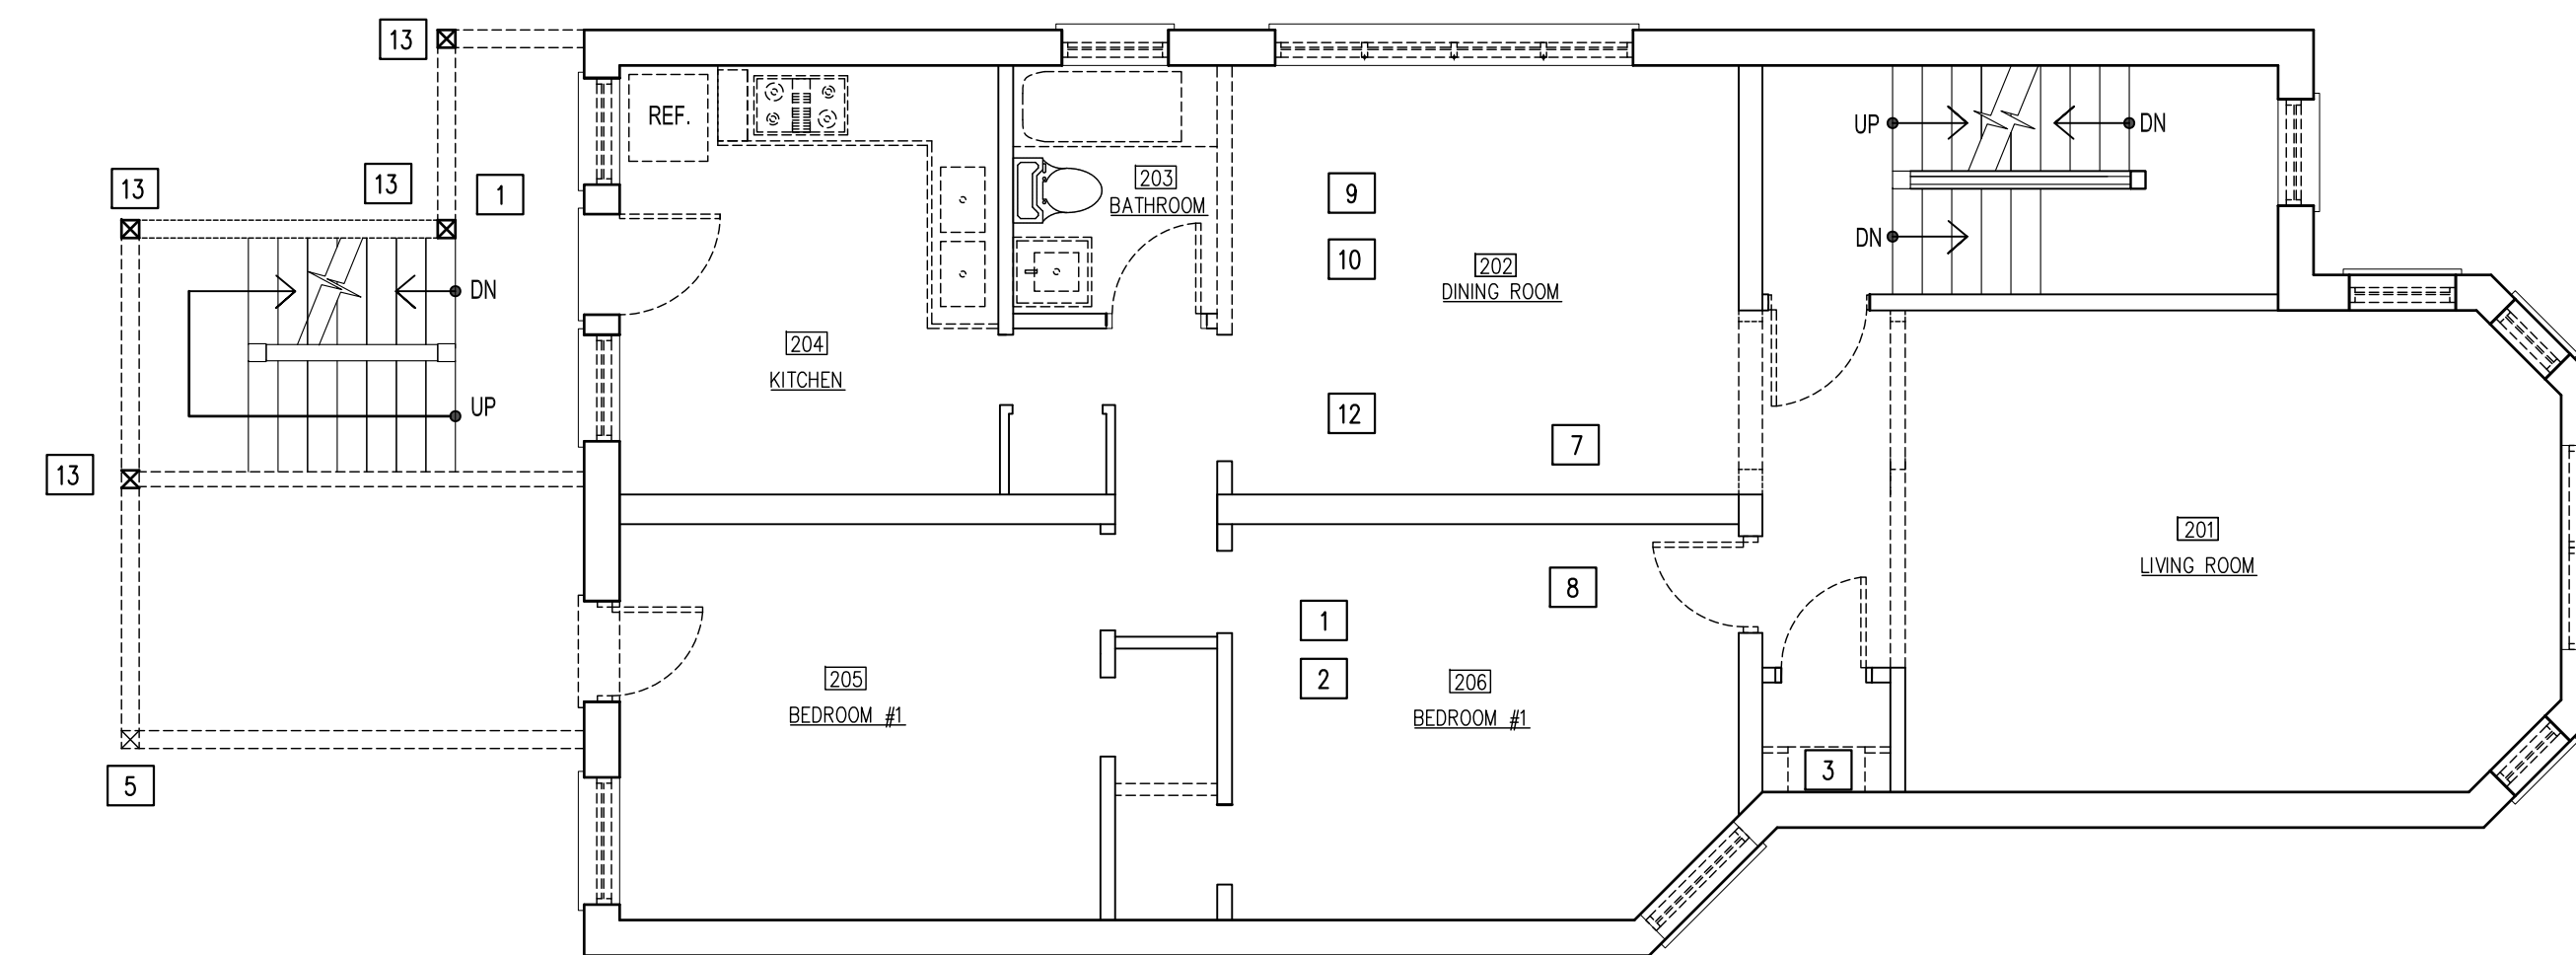 13
REF.
UP
DN
13
13
1
203
BATHROOM
9
DN
10
202
DINING ROOM
DN
204
KITCHEN
UP
12
7
13
201
LIVING ROOM
8
1
2
205
BEDROOM #1
206
BEDROOM #1
3
5